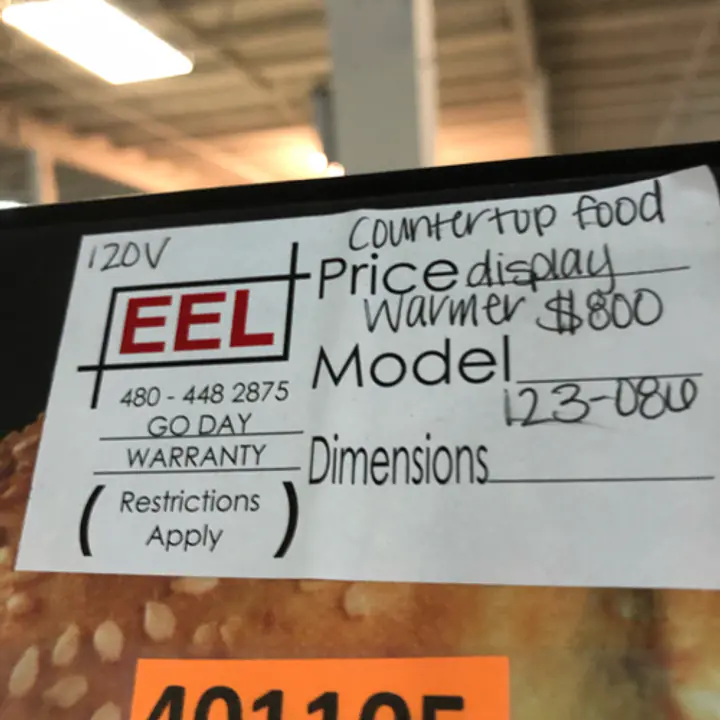 120V
EEL
480 - 448 2875
GO DAY
WARRANTY
( Restrictions
Apply )
Countertop food
Price display
Warmer $800
Model
123-086
Dimensions